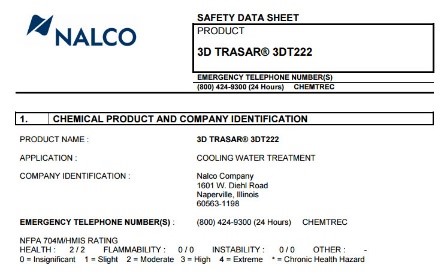 NALCO
SAFETY DATA SHEET
PRODUCT
3D TRASAR® 3DT222
EMERGENCY TELEPHONE NUMBER(S)
(800) 424-9300 (24 Hours) CHEMTREC
1. CHEMICAL PRODUCT AND COMPANY IDENTIFICATION
PRODUCT NAME : 3D TRASAR® 3DT222
APPLICATION : COOLING WATER TREATMENT
COMPANY IDENTIFICATION : Nalco Company
1601 W. Diehl Road
Naperville, Illinois
60563-1198
EMERGENCY TELEPHONE NUMBER(S) : (800) 424-9300 (24 Hours) CHEMTREC
NFPA 704M/HMIS RATING
HEALTH : 2 / 2 FLAMMABILITY : 0 / 0 INSTABILITY : 0 / 0 OTHER : -
0 = Insignificant 1 = Slight 2 = Moderate 3 = High 4 = Extreme * = Chronic Health Hazard